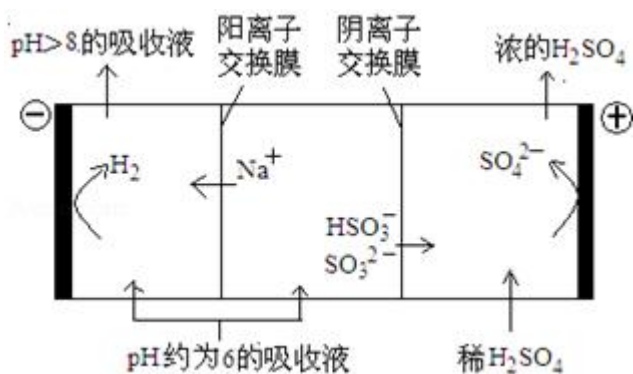 pH>8.的吸收液
阳离子
交换膜
阴离子
交换膜
浓的H₂SO₄
⊖
⊕
H₂
Na⁺
SO₄²⁻
HSO₃⁻
SO₃²⁻
pH约为6的吸收液
稀H₂SO₄